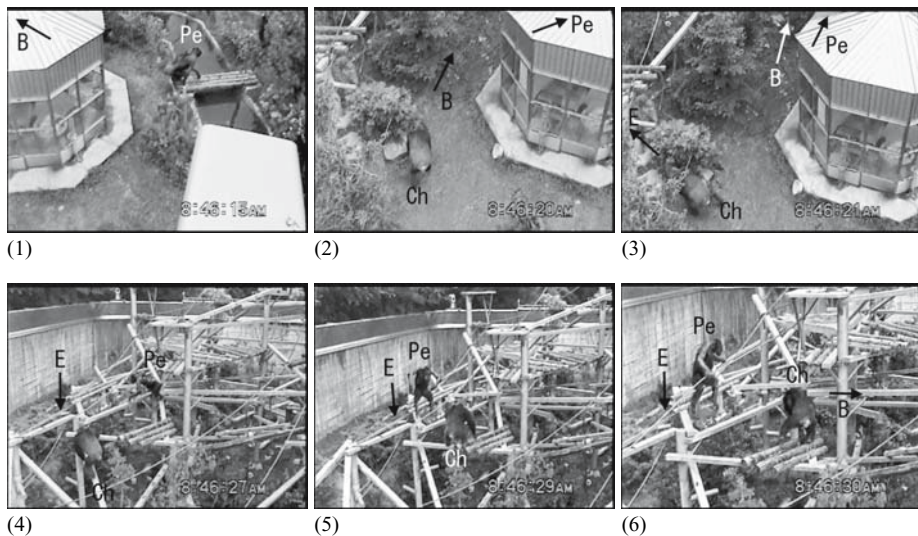 B
Pe
8:46:15AM
(1)
Pe
B
Ch
8:46:20AM
(2)
Pe
B
E
Ch
8:46:21AM
(3)
E
Pe
Ch
8:46:27AM
(4)
Pe
E
Ch
8:46:29AM
(5)
Pe
E
Ch
B
8:46:30AM
(6)